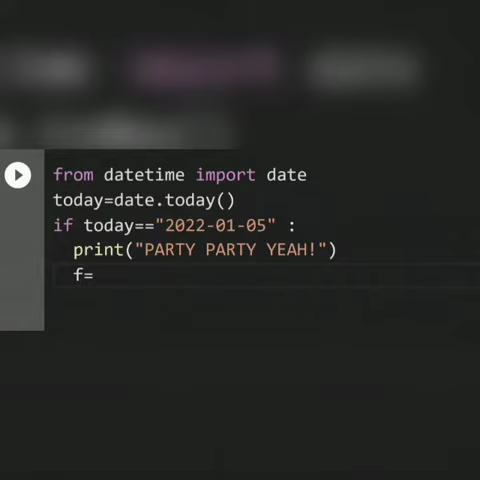 from datetime import date
today=date.today()
if today=="2022-01-05" :
print("PARTY PARTY YEAH!")
f=